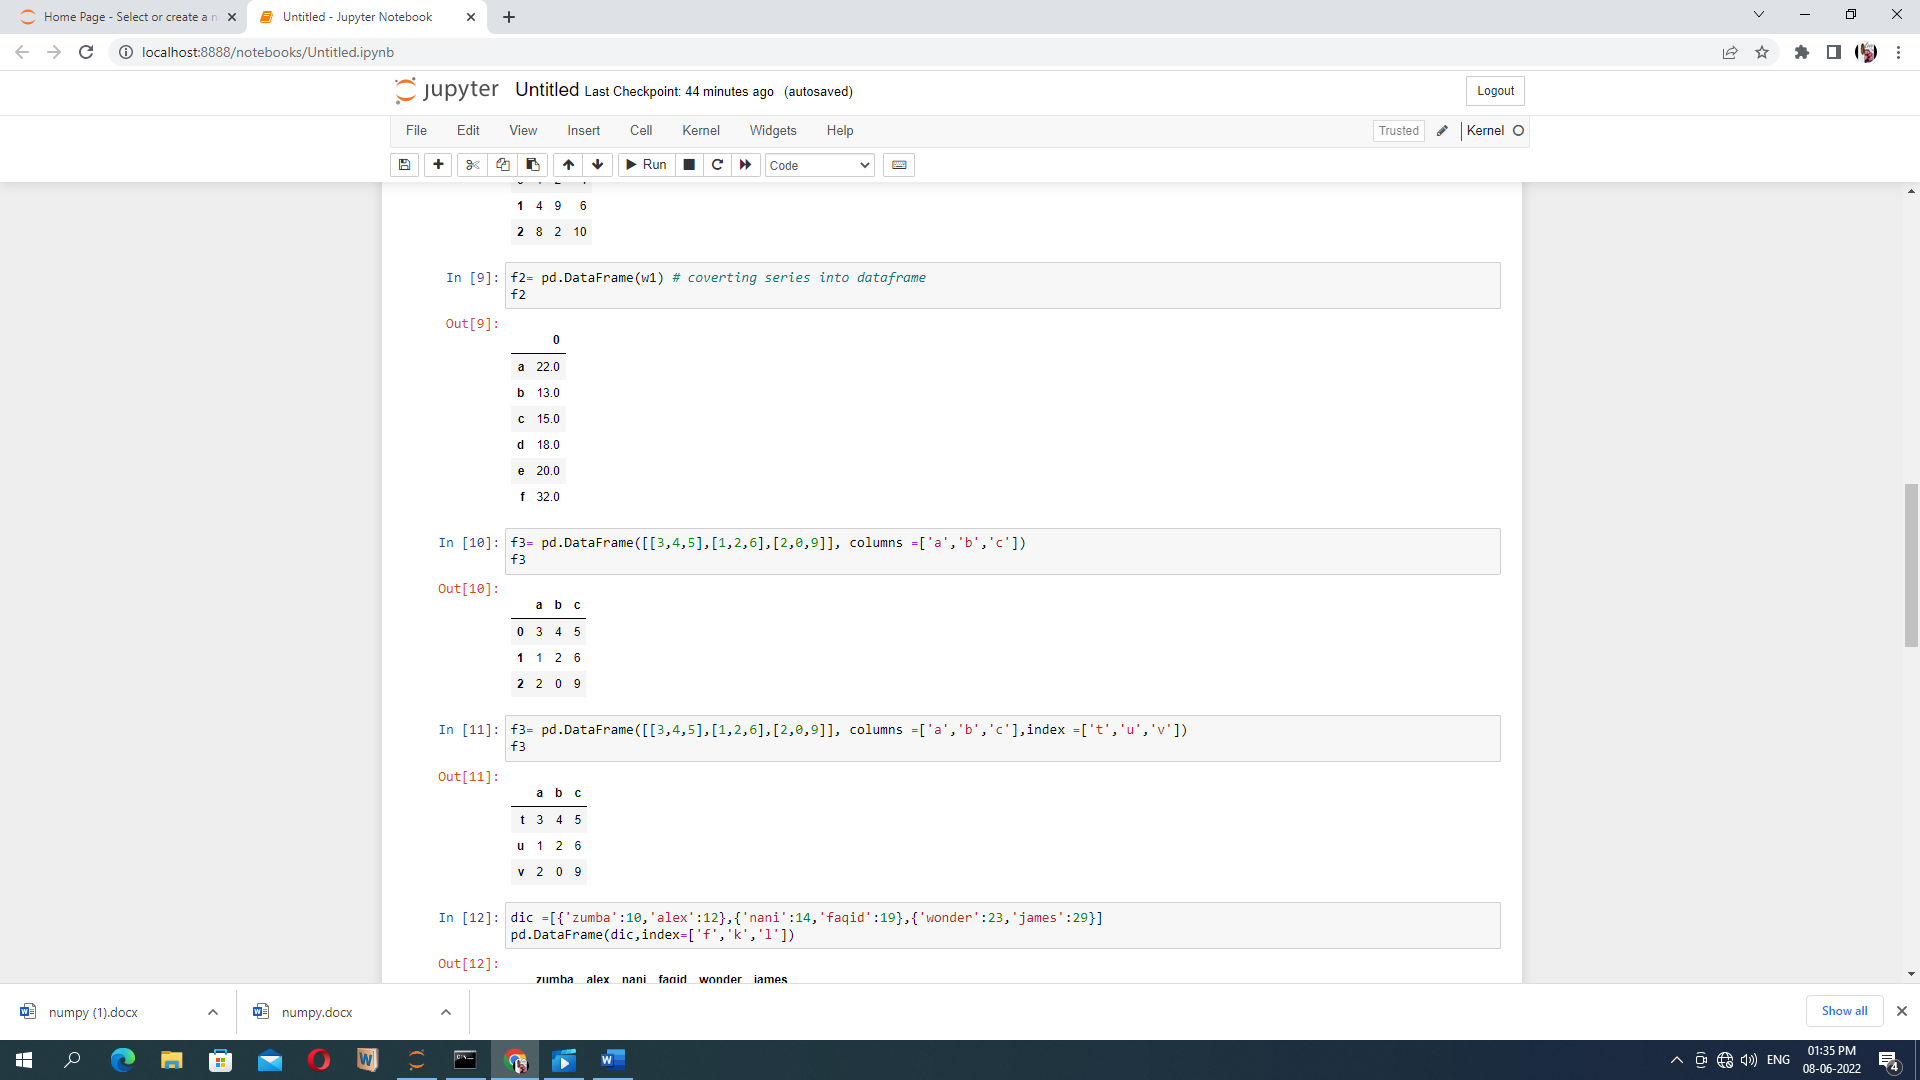 Home Page - Select or create a n
Untitled - Jupyter Notebook
localhost:8888/notebooks/Untitled.ipynb
jupyter Untitled Last Checkpoint: 44 minutes ago (autosaved)
Logout
File Edit View Insert Cell Kernel Widgets Help
Trusted Kernel
Run Code
1 4 9 6
2 8 2 10
In [9]: f2= pd.DataFrame(w1) # coverting series into dataframe
f2
Out[9]:
0
a 22.0
b 13.0
c 15.0
d 18.0
e 20.0
f 32.0
In [10]: f3= pd.DataFrame([[3,4,5],[1,2,6],[2,0,9]], columns =['a','b','c'])
f3
Out[10]:
a b c
0 3 4 5
1 1 2 6
2 2 0 9
In [11]: f3= pd.DataFrame([[3,4,5],[1,2,6],[2,0,9]], columns =['a','b','c'],index =['t','u','v'])
f3
Out[11]:
a b c
t 3 4 5
u 1 2 6
v 2 0 9
In [12]: dic =[{'zumba':10,'alex':12},{'nani':14,'faqid':19},{'wonder':23,'james':29}]
pd.DataFrame(dic,index=['f','k','l'])
Out[12]:
zumba alex nani faqid wonder james
numpy (1).docx
numpy.docx
Show all
ENG
01:35 PM
08-06-2022
4